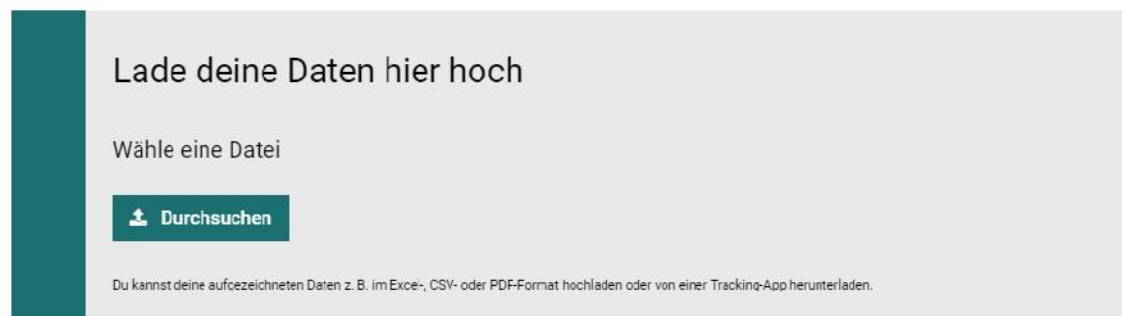 Lade deine Daten hier hoch
Wähle eine Datei
Durchsuchen
Du kannst deine aufgezeichneten Daten z. B. im Excel-, CSV- oder PDF-Format hochladen oder von einer Tracking-App herunterladen.